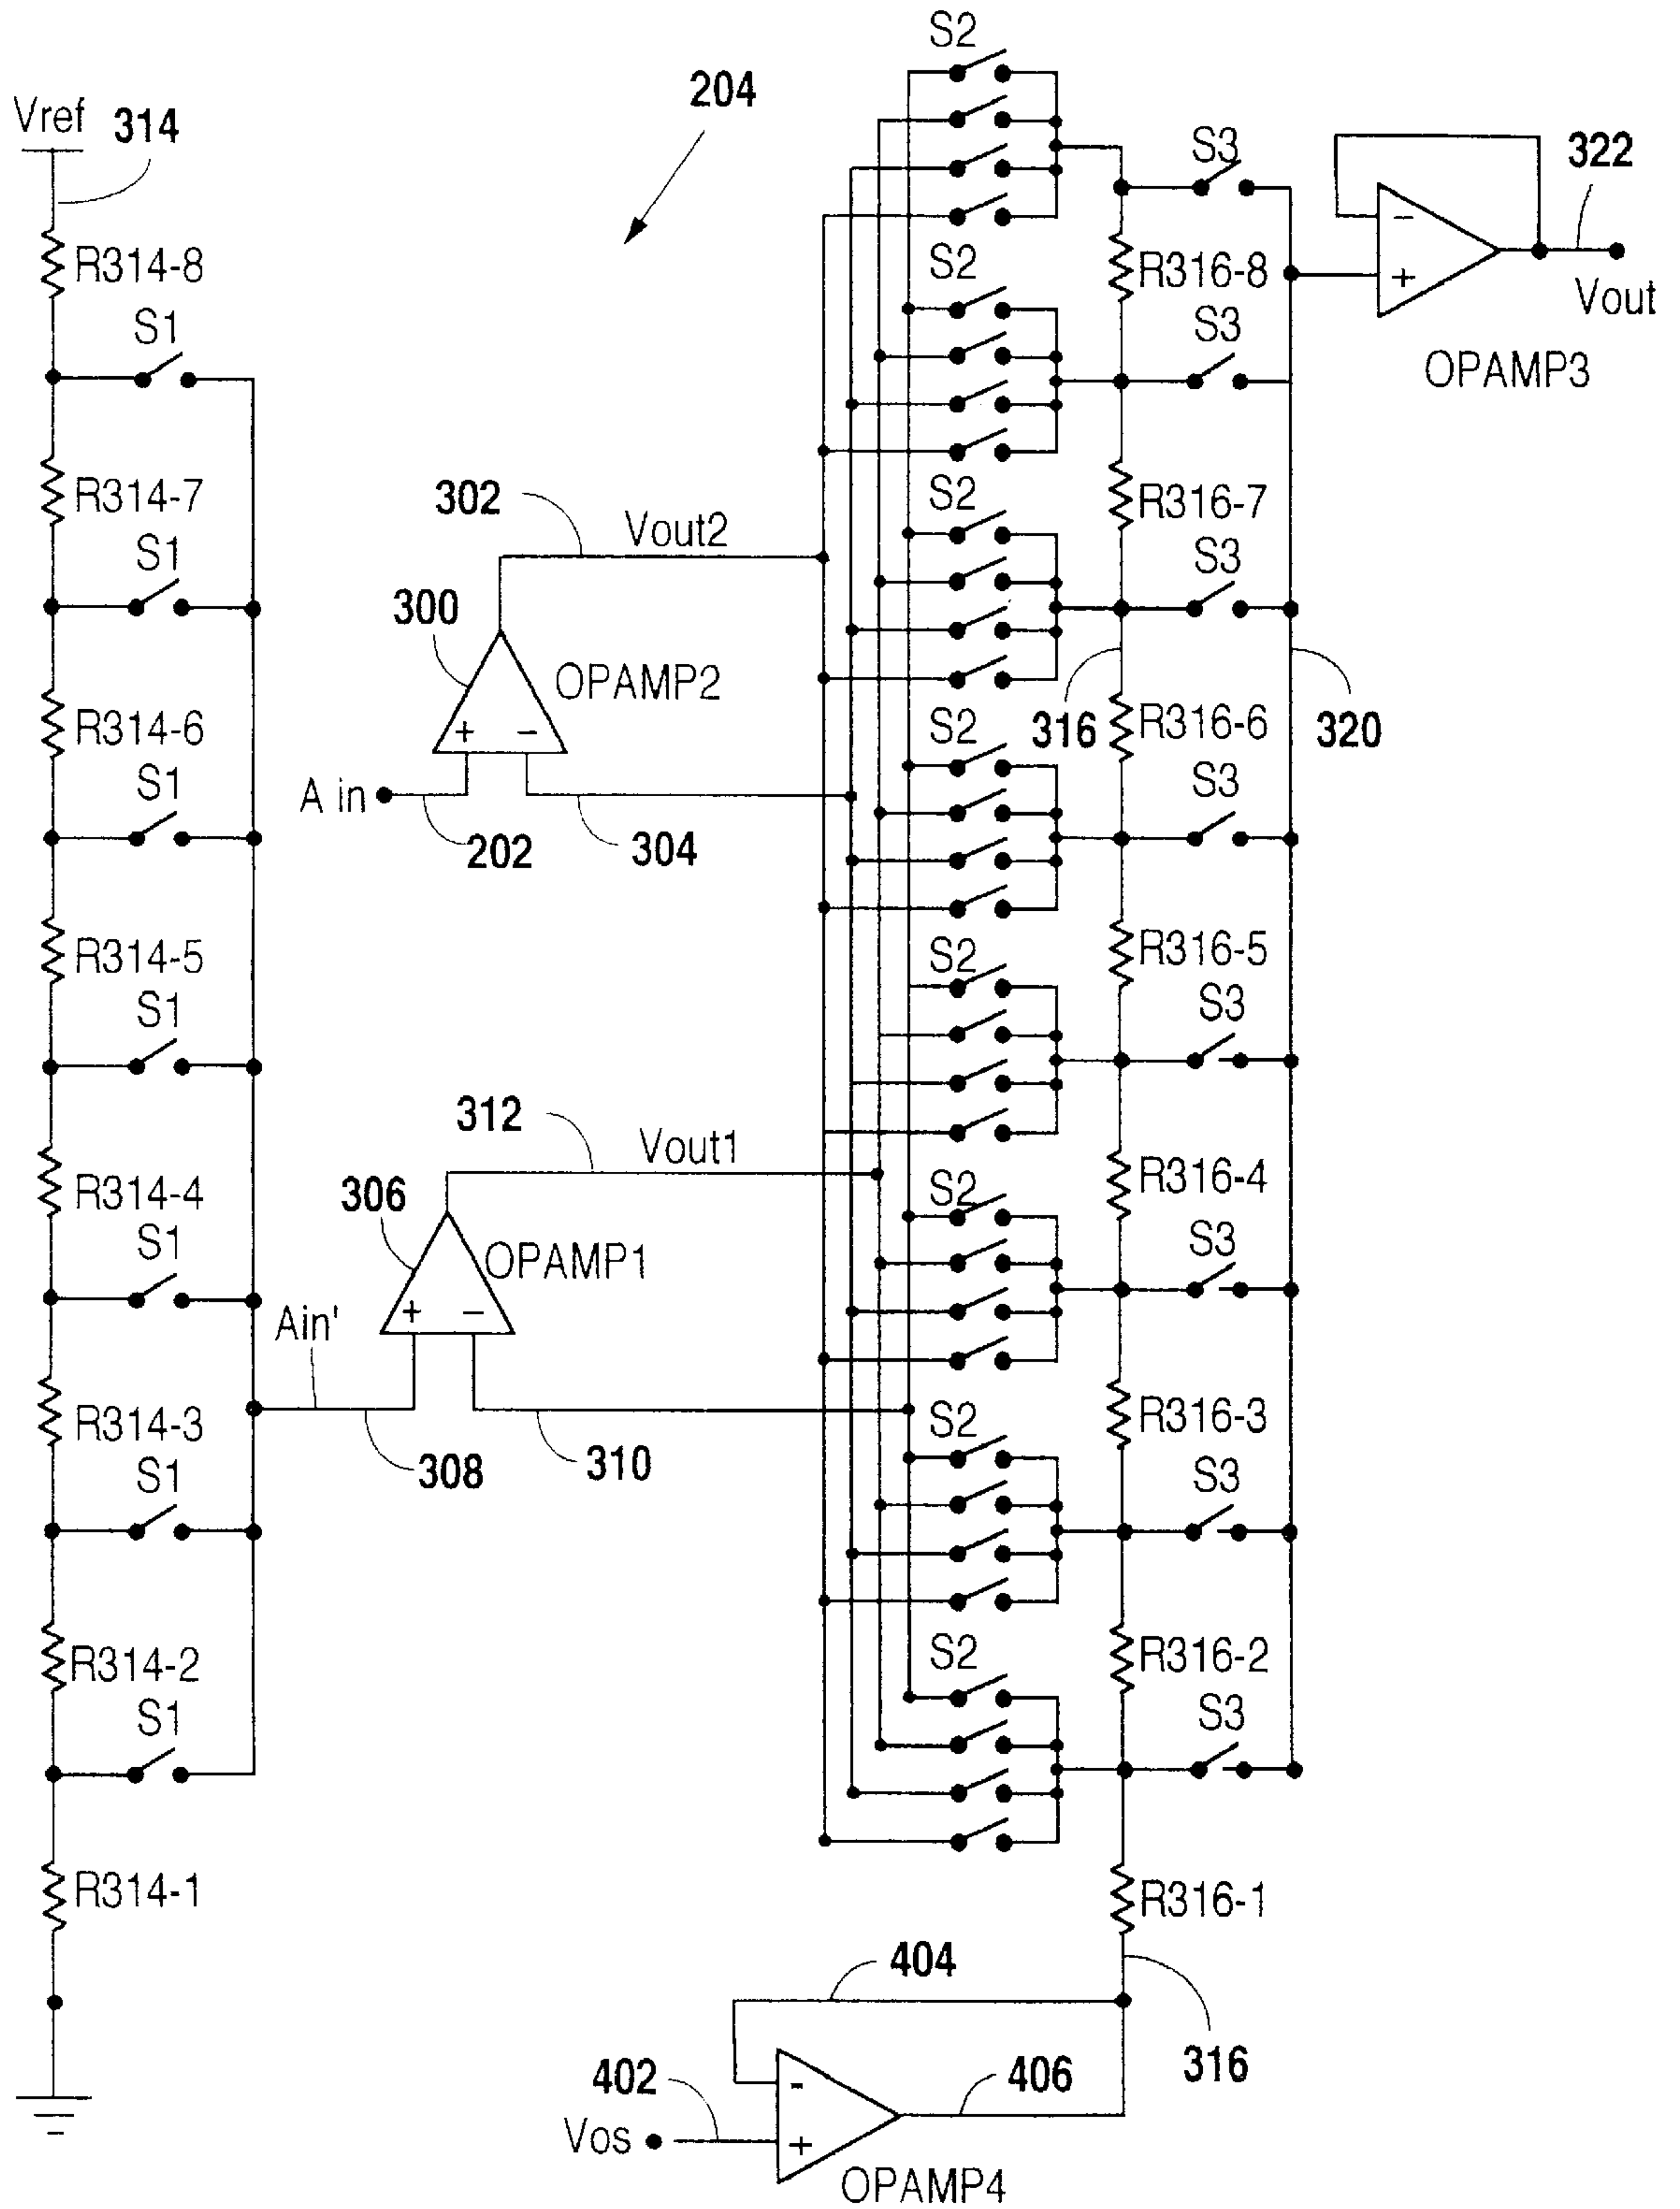 S2
204
Vref 314
S3
322
R314-8
S2
R316-8
−
+
Vout
S1
S3
OPAMP3
R314-7
302
Vout2
S2
R316-7
S1
300
S3
OPAMP2
R314-6
+ −
S2
316
R316-6
320
A in
S1
202
304
S3
R314-5
S2
R316-5
S1
S3
312
Vout1
R314-4
306
S2
R316-4
S1
OPAMP1
S3
Ain'
+ −
R314-3
S2
R316-3
308
310
S1
S3
R314-2
S2
R316-2
S1
S3
R314-1
R316-1
404
402
-
406
316
Vos
+
OPAMP4